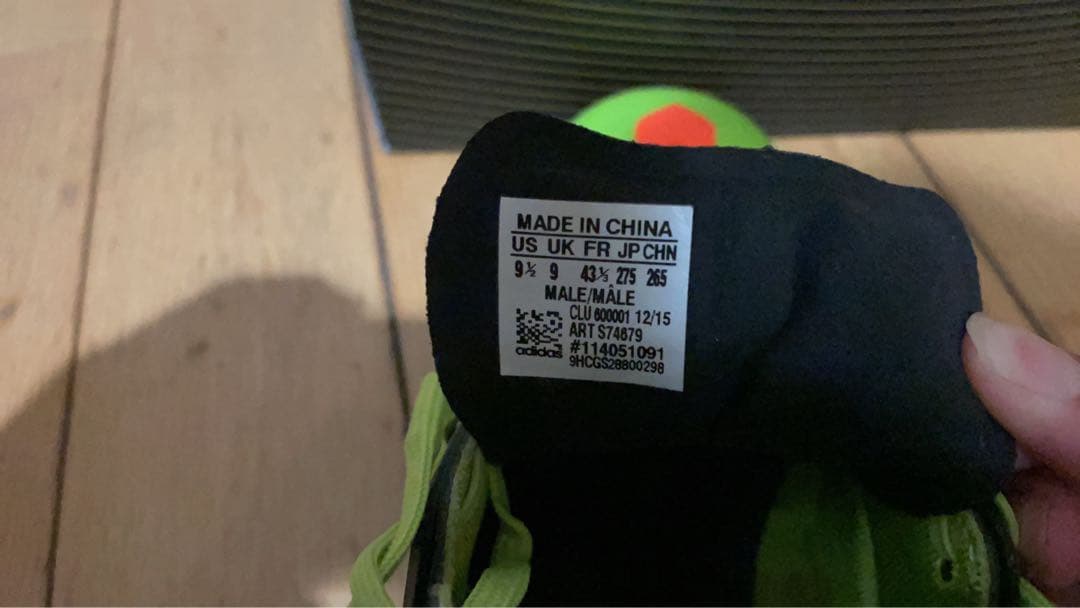 MADE IN CHINA
US UK FR JP CHN
9½ 9 43⅓ 275 265
MALE/MÂLE
CLU 600001 12/15
ART S74679
#114051091
adidas 9HCGS28800298